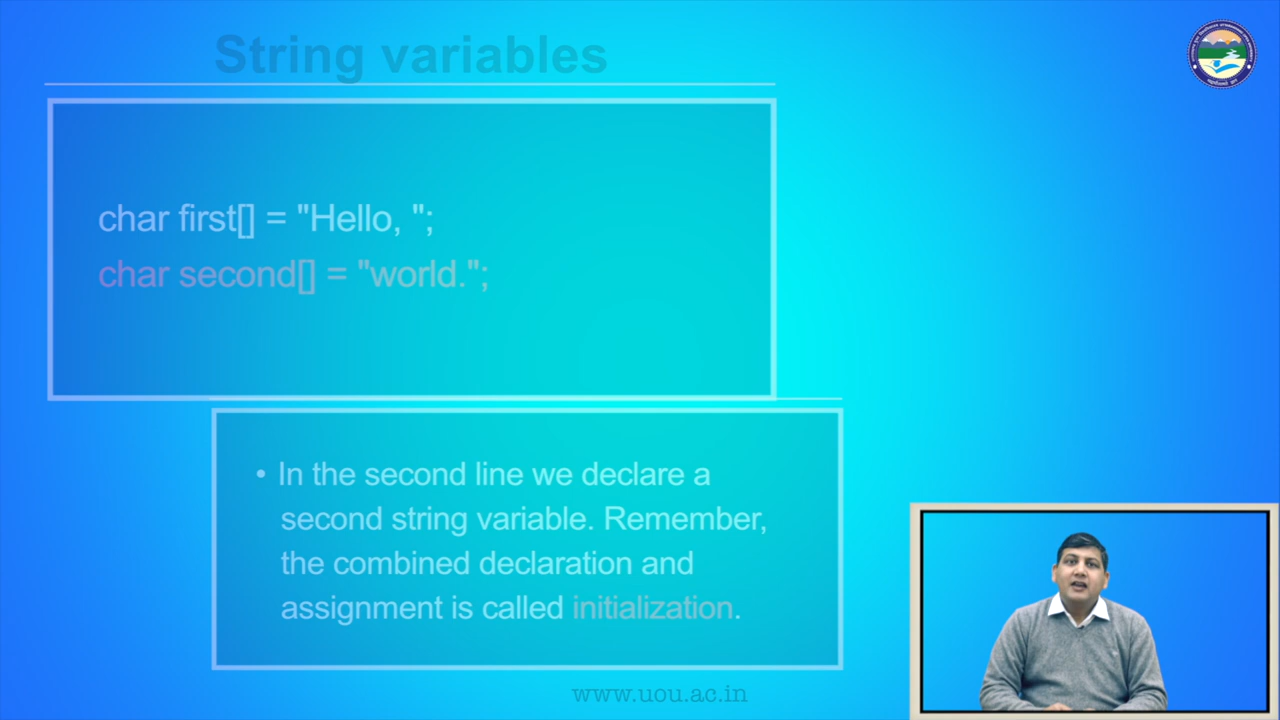 String variables
char first[] = "Hello, ";
char second[] = "world.";
• In the second line we declare a
second string variable. Remember,
the combined declaration and
assignment is called initialization.
www.uou.ac.in